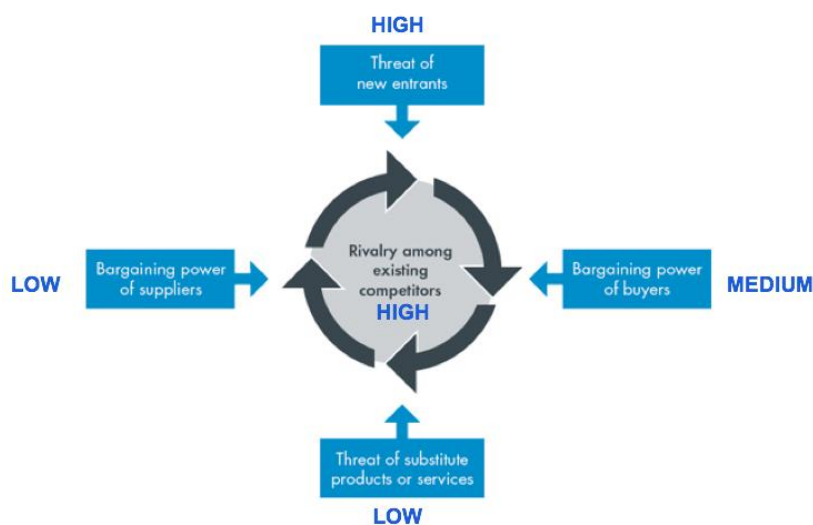 HIGH
Threat of
new entrants
LOW
Bargaining power
of suppliers
Rivalry among
existing
competitors
HIGH
Bargaining power
of buyers
MEDIUM
Threat of substitute
products or services
LOW